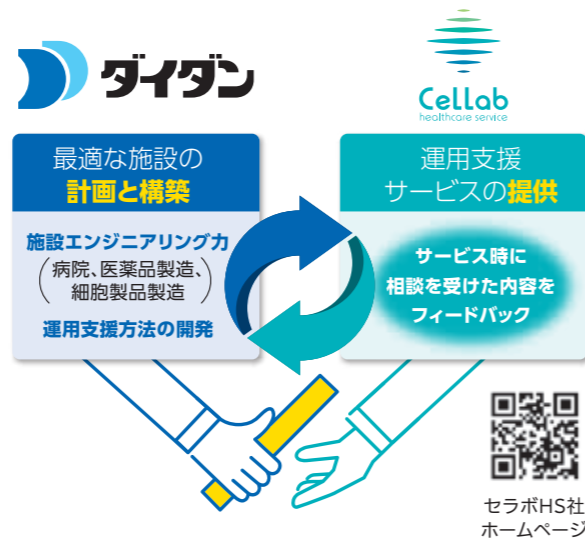 ダイダン
Cellab
healthcare service
最適な施設の
計画と構築
施設エンジニアリング力
(病院、医薬品製造、
細胞製品製造)
運用支援方法の開発
運用支援
サービスの提供
サービス時に
相談を受けた内容を
フィードバック
セラボHS社
ホームページ